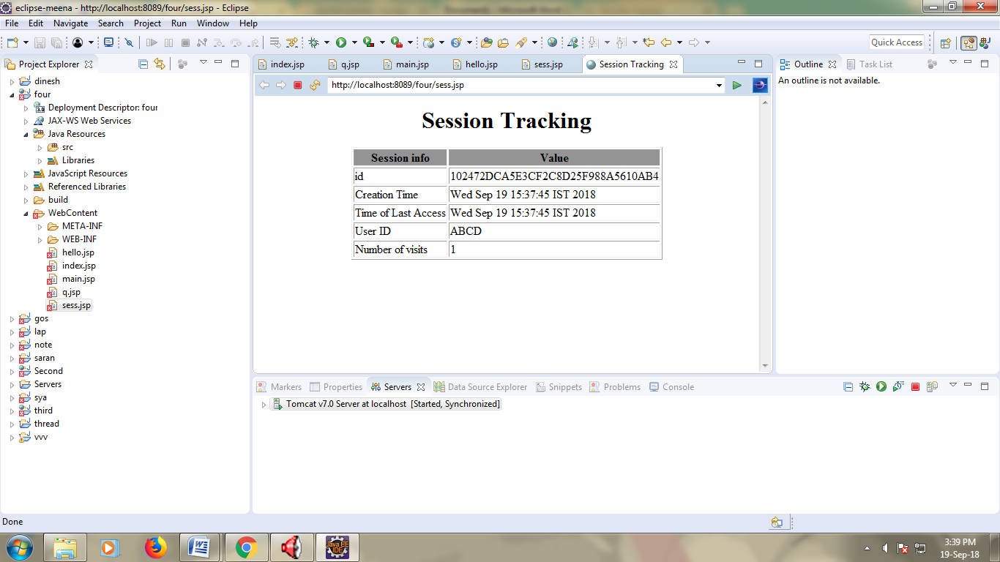 eclipse-meena - http://localhost:8089/four/sess.jsp - Eclipse
File Edit Navigate Search Project Run Window Help
Quick Access
Project Explorer
dinesh
four
3.0 Deployment Descriptor: four
JAX-WS Web Services
Java Resources
src
Libraries
JavaScript Resources
Referenced Libraries
build
WebContent
META-INF
WEB-INF
hello.jsp
index.jsp
main.jsp
q.jsp
sess.jsp
gos
lap
note
saran
Second
Servers
sya
third
thread
vvv
index.jsp q.jsp main.jsp hello.jsp sess.jsp Session Tracking
http://localhost:8089/four/sess.jsp
Session Tracking
Session info Value
id 102472DCA5E3CF2C8D25F988A5610AB4
Creation Time Wed Sep 19 15:37:45 IST 2018
Time of Last Access Wed Sep 19 15:37:45 IST 2018
User ID ABCD
Number of visits 1
Outline Task List
An outline is not available.
Markers Properties Servers Data Source Explorer Snippets Problems Console
Tomcat v7.0 Server at localhost [Started, Synchronized]
Done
Java EE
IDE
3:39 PM
19-Sep-18